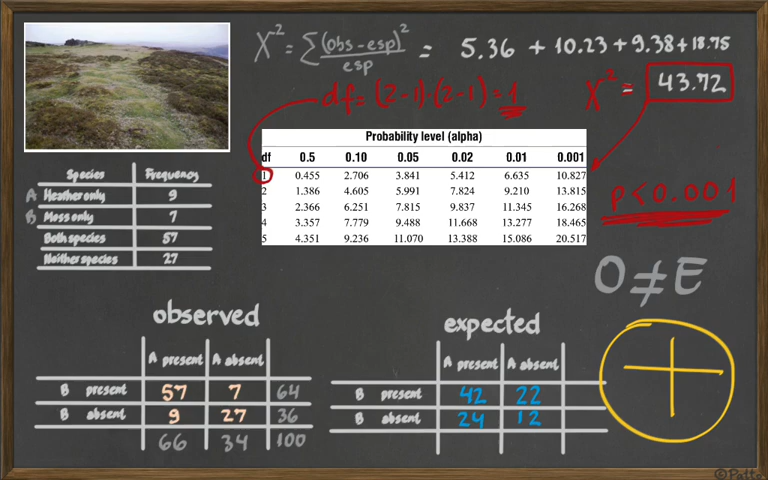 X² = Σ (obs-esp)² / esp = 5.36 + 10.23 + 9.38 + 18.75
df = (2-1)·(2-1) = 1
X² = 43.72
Probability level (alpha)
df 0.5 0.10 0.05 0.02 0.01 0.001
1 0.455 2.706 3.841 5.412 6.635 10.827
2 1.386 4.605 5.991 7.824 9.210 13.815
3 2.366 6.251 7.815 9.837 11.345 16.268
4 3.357 7.779 9.488 11.668 13.277 18.465
5 4.351 9.236 11.070 13.388 15.086 20.517
p < 0.001
O ≠ E
Species Frequency
A Heather only 9
B Moss only 7
Both species 57
Neither species 27
observed
A present A absent
B present 57 7 64
B absent 9 27 36
66 34 100
expected
A present A absent
B present 42 22
B absent 24 12
+